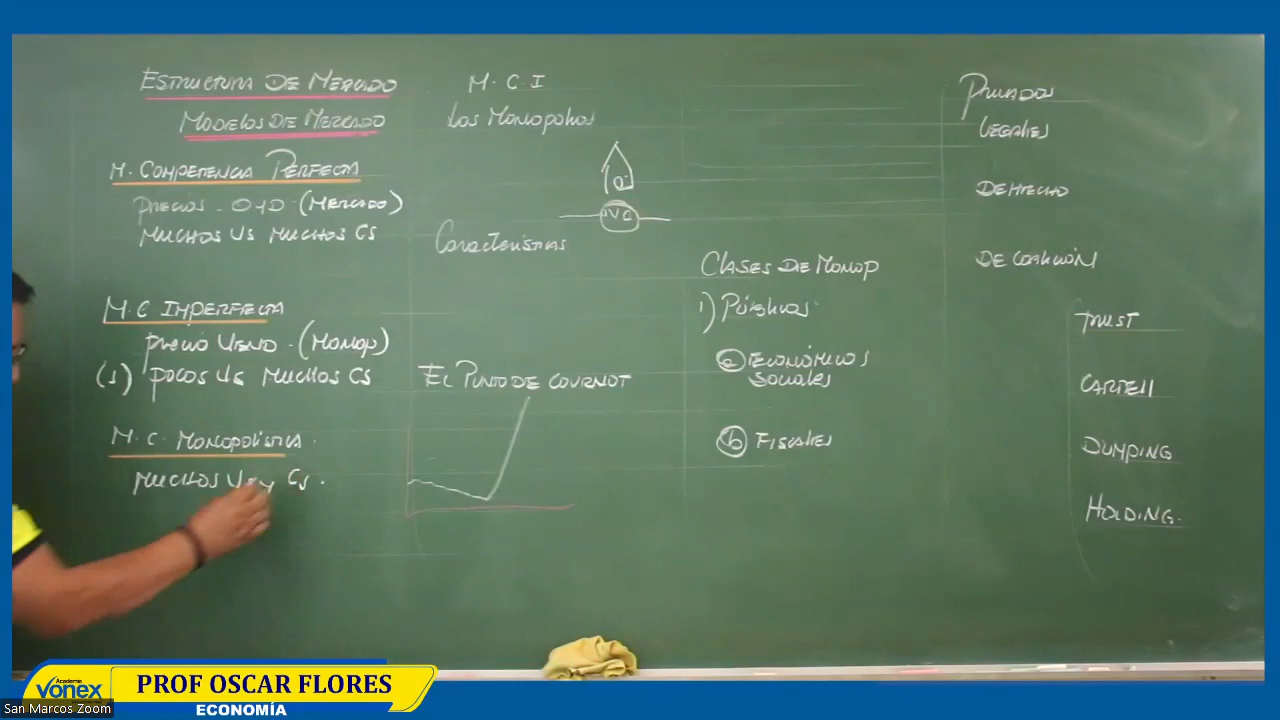 ESTRUCTURA DE MERCADO
MODELOS DE MERCADO
M. COMPETENCIA PERFECTA
PRECIOS - O y D · (MERCADO)
MUCHOS Vs MUCHOS Cs
M. C IMPERFECTA
PRECIO VEND - (MONOP)
(1) POCOS Vs MUCHOS Cs
M. C. MONOPOLÍSTICA.
MUCHOS Vs y Cs.
M. C. I
LOS MONOPOLIOS
Características
EL PUNTO DE COURNOT
CLASES DE MONOP
1) PÚBLICOS
a ECONÓMICOS
SOCIALES
b FISCALES
PRIVADOS
LEGALES
DE HECHO
DE COALICIÓN
TRUST
CARTELL
DUMPING
HOLDING.
Academia
VONEX
PROF OSCAR FLORES
ECONOMÍA
San Marcos Zoom